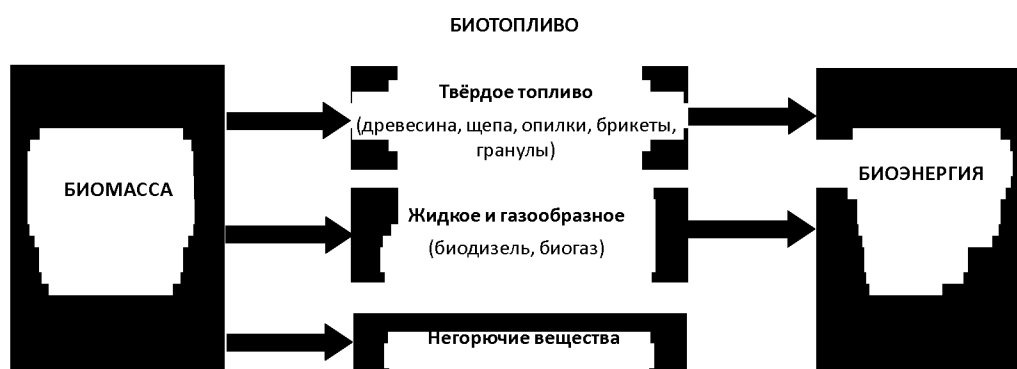 БИОТОПЛИВО
Твёрдое топливо
(древесина, щепа, опилки, брикеты,
гранулы)
БИОМАССА
БИОЭНЕРГИЯ
Жидкое и газообразное
(биодизель, биогаз)
Негорючие вещества